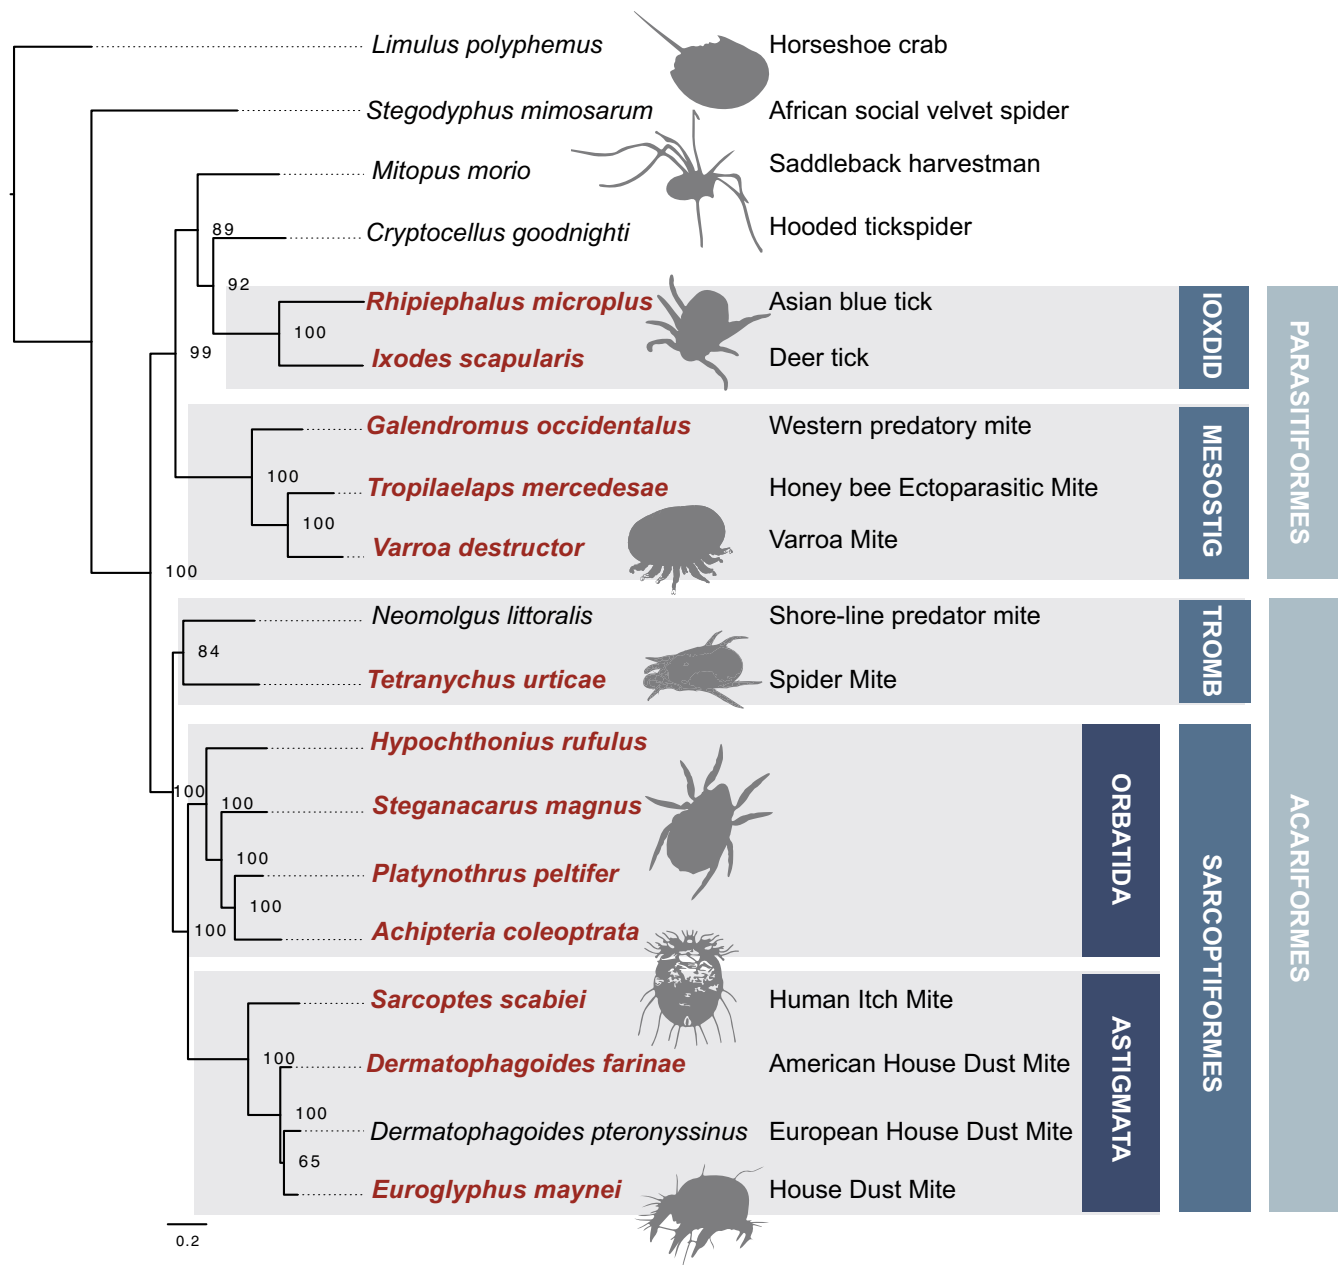 Limulus polyphemus Horseshoe crab
Stegodyphus mimosarum African social velvet spider
Mitopus morio Saddleback harvestman
89
Cryptocellus goodnighti Hooded tickspider
92
Rhipiephalus microplus Asian blue tick
100
99
Ixodes scapularis Deer tick
IOXDID
Galendromus occidentalus Western predatory mite
100
Tropilaelaps mercedesae Honey bee Ectoparasitic Mite
100
Varroa destructor Varroa Mite
MESOSTIG
PARASITIFORMES
100
Neomolgus littoralis Shore-line predator mite
84
Tetranychus urticae Spider Mite
TROMB
Hypochthonius rufulus
100
100
Steganacarus magnus
100
Platynothrus peltifer
100
100
Achipteria coleoptrata
ORBATIDA
Sarcoptes scabiei Human Itch Mite
100
Dermatophagoides farinae American House Dust Mite
100
Dermatophagoides pteronyssinus European House Dust Mite
65
Euroglyphus maynei House Dust Mite
ASTIGMATA
SARCOPTIFORMES
ACARIFORMES
0.2